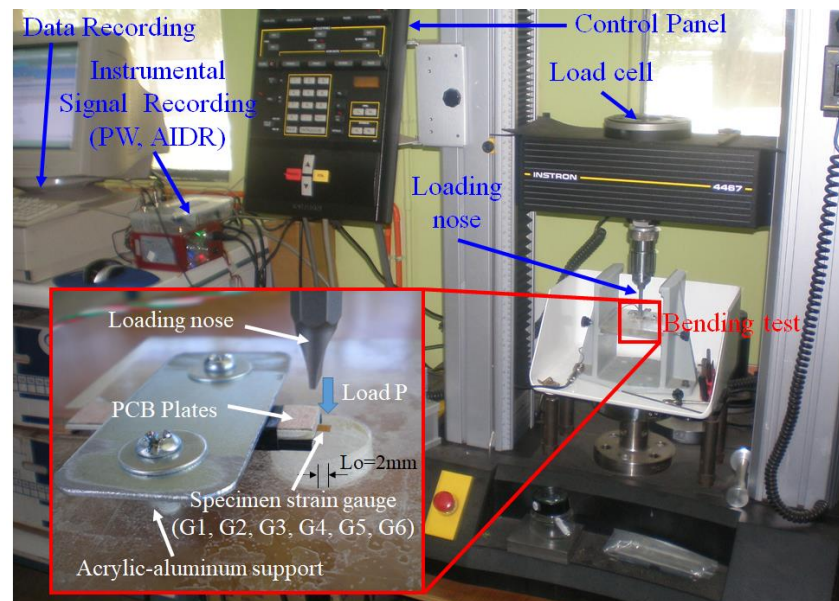 Data Recording
Control Panel
Instrumental
Signal Recording
(PW, AIDR)
Load cell
INSTRON
4467
Loading
nose
Bending test
Loading nose
Load P
PCB Plates
Lo=2mm
Specimen strain gauge
(G1, G2, G3, G4, G5, G6)
Acrylic-aluminum support